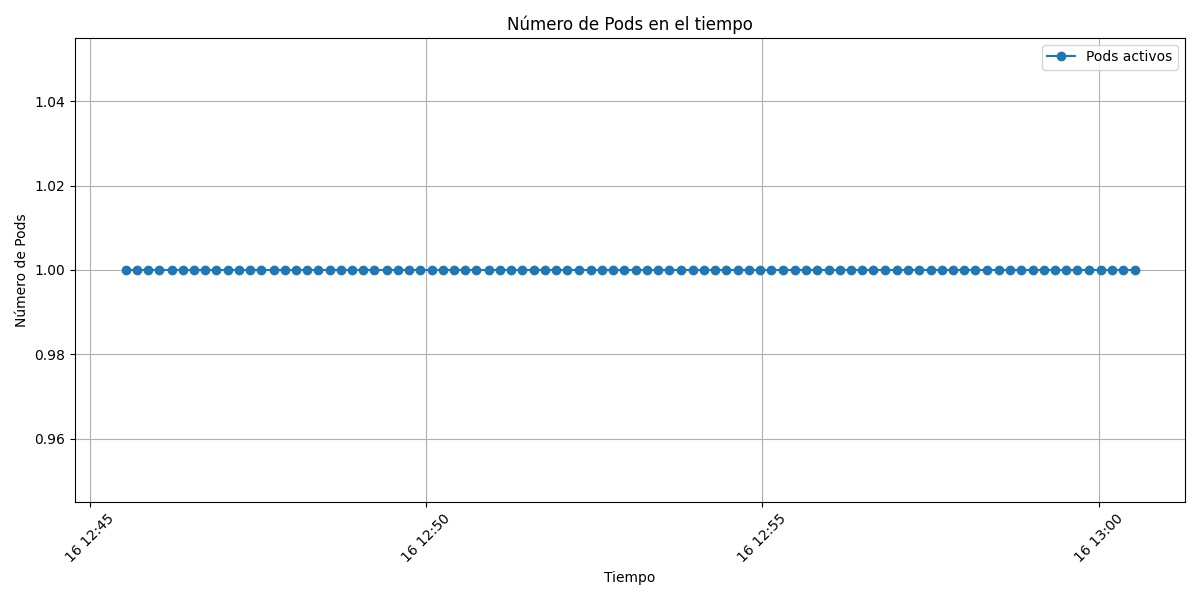 Número de Pods en el tiempo
Pods activos
1.04
1.02
1.00
0.98
0.96
Número de Pods
16 12:45
16 12:50
16 12:55
16 13:00
Tiempo